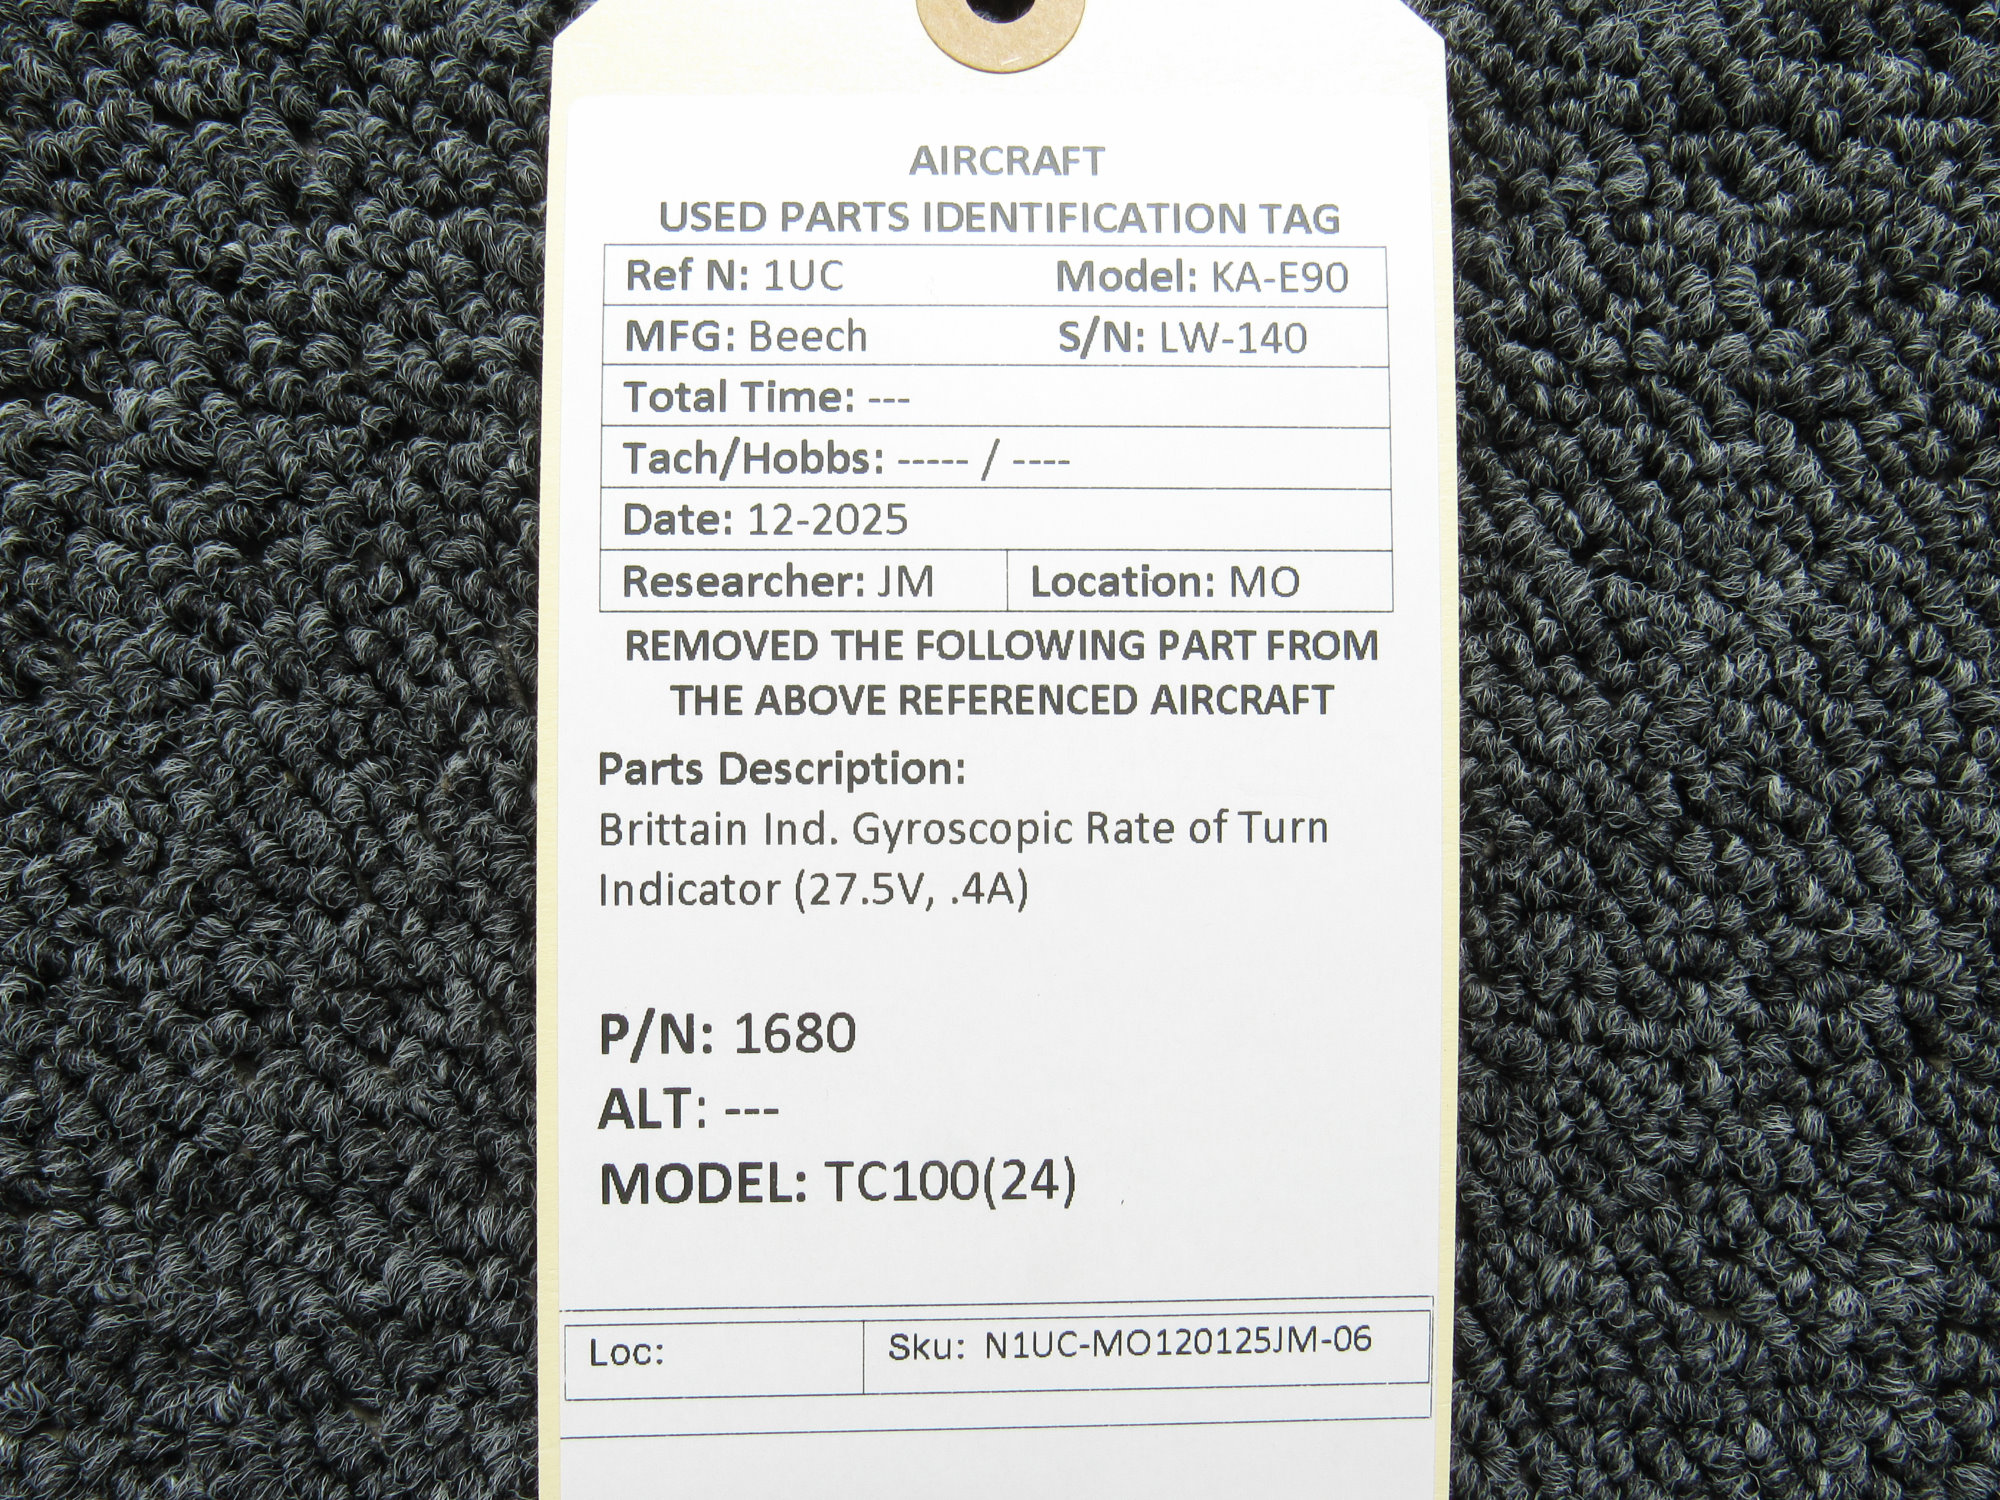 AIRCRAFT
USED PARTS IDENTIFICATION TAG
Ref N: 1UC Model: KA-E90
MFG: Beech S/N: LW-140
Total Time: ---
Tach/Hobbs: ----- / ----
Date: 12-2025
Researcher: JM Location: MO
REMOVED THE FOLLOWING PART FROM
THE ABOVE REFERENCED AIRCRAFT
Parts Description:
Brittain Ind. Gyroscopic Rate of Turn
Indicator (27.5V, .4A)
P/N: 1680
ALT: ---
MODEL: TC100(24)
Loc: Sku: N1UC-MO120125JM-06